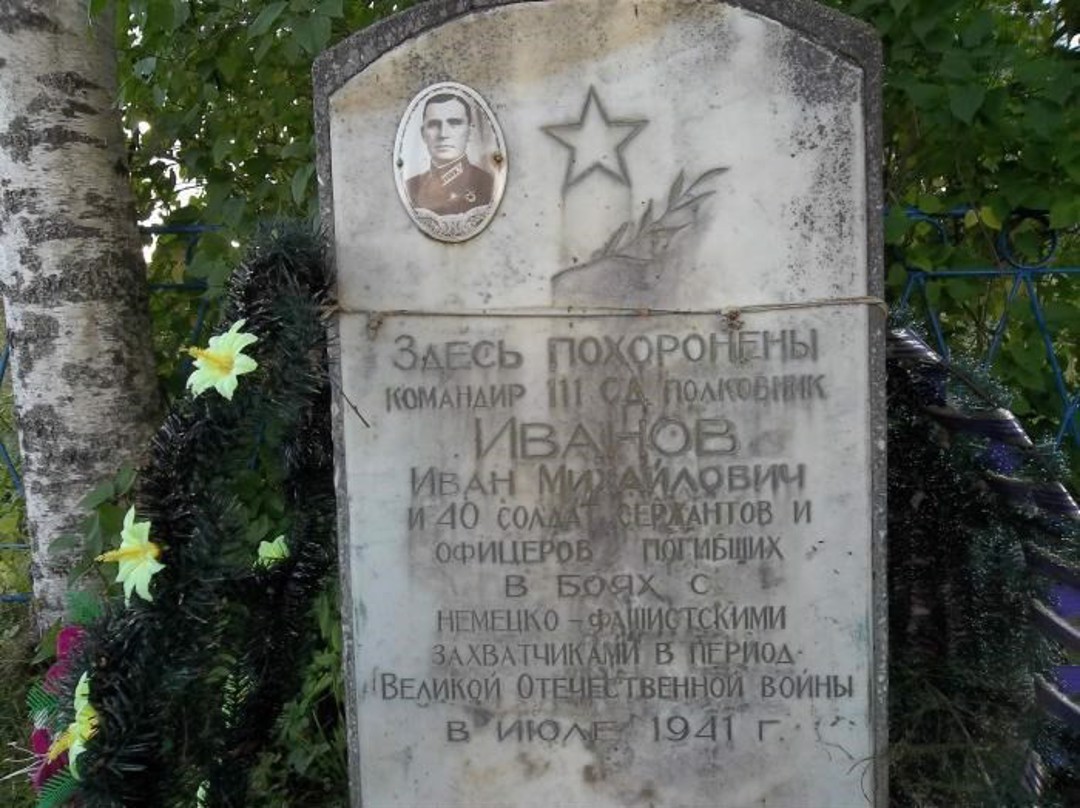 Здесь похоронены
командир 111 СД полковник
Иванов
Иван Михайлович
и 40 солдат сержантов и
офицеров погибших
в боях с
немецко-фашистскими
захватчиками в период
Великой Отечественной войны
в июле 1941 г.